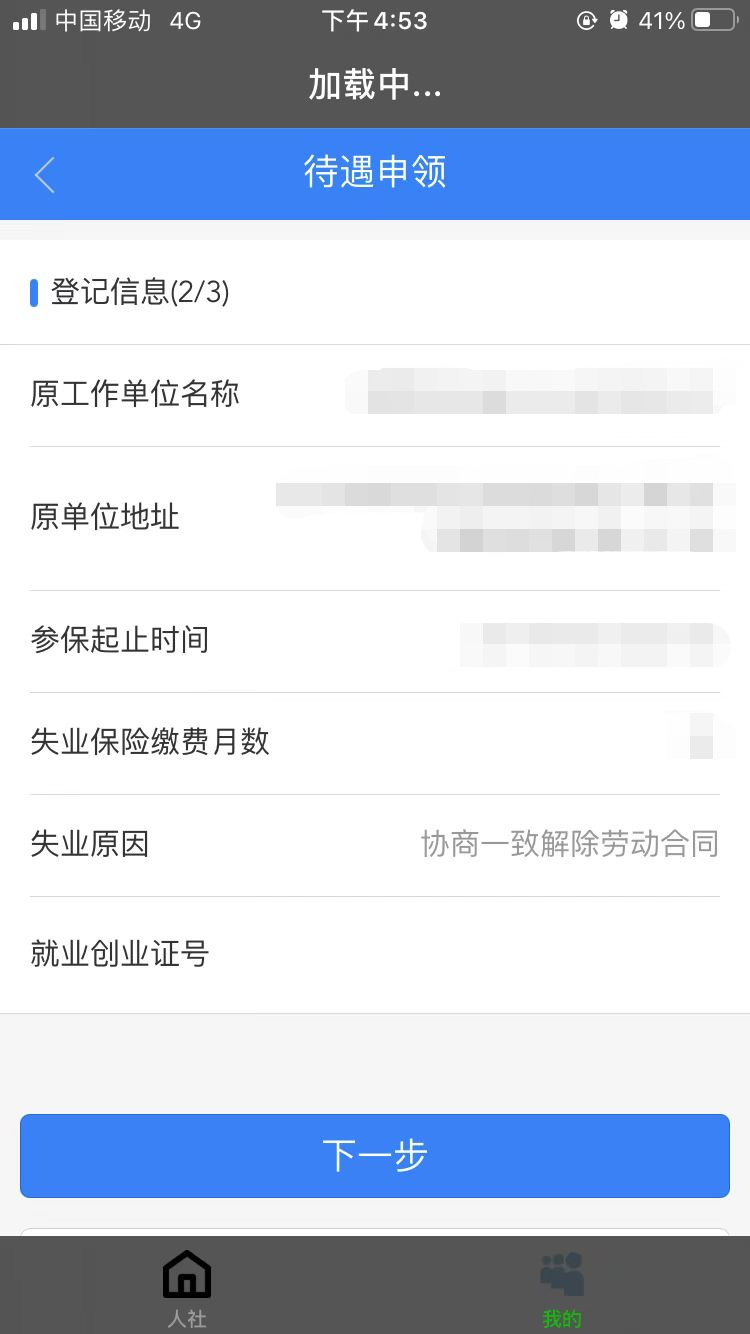 中国移动 4G 下午4:53 41%
加载中...
待遇申领
登记信息(2/3)
原工作单位名称
原单位地址
参保起止时间
失业保险缴费月数
失业原因 协商一致解除劳动合同
就业创业证号
下一步
人社 我的